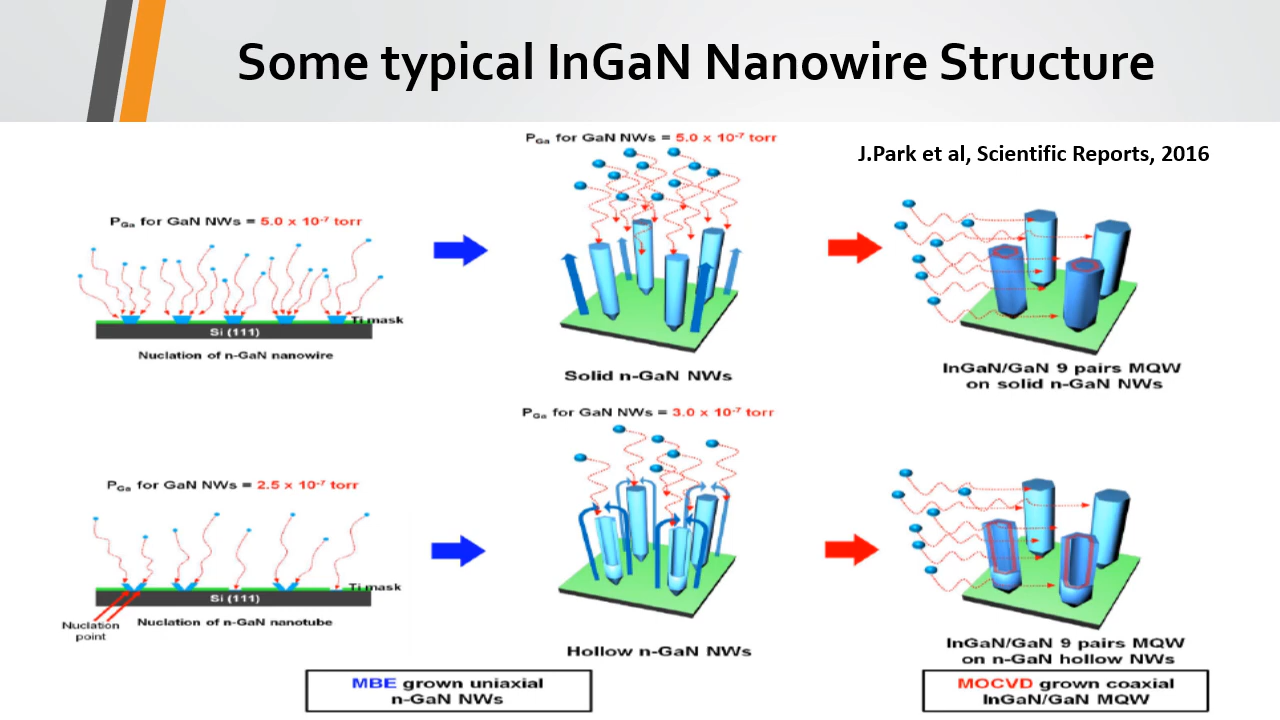 Some typical InGaN Nanowire Structure
P_Ga for GaN NWs = 5.0 x 10⁻⁷ torr
J.Park et al, Scientific Reports, 2016
P_Ga for GaN NWs = 5.0 x 10⁻⁷ torr
Ti mask
Si (111)
Nuclation of n-GaN nanowire
Solid n-GaN NWs
InGaN/GaN 9 pairs MQW
on solid n-GaN NWs
P_Ga for GaN NWs = 3.0 x 10⁻⁷ torr
P_Ga for GaN NWs = 2.5 x 10⁻⁷ torr
Ti mask
Si (111)
Nuclation
point
Nuclation of n-GaN nanotube
Hollow n-GaN NWs
InGaN/GaN 9 pairs MQW
on n-GaN hollow NWs
MBE grown uniaxial
n-GaN NWs
MOCVD grown coaxial
InGaN/GaN MQW